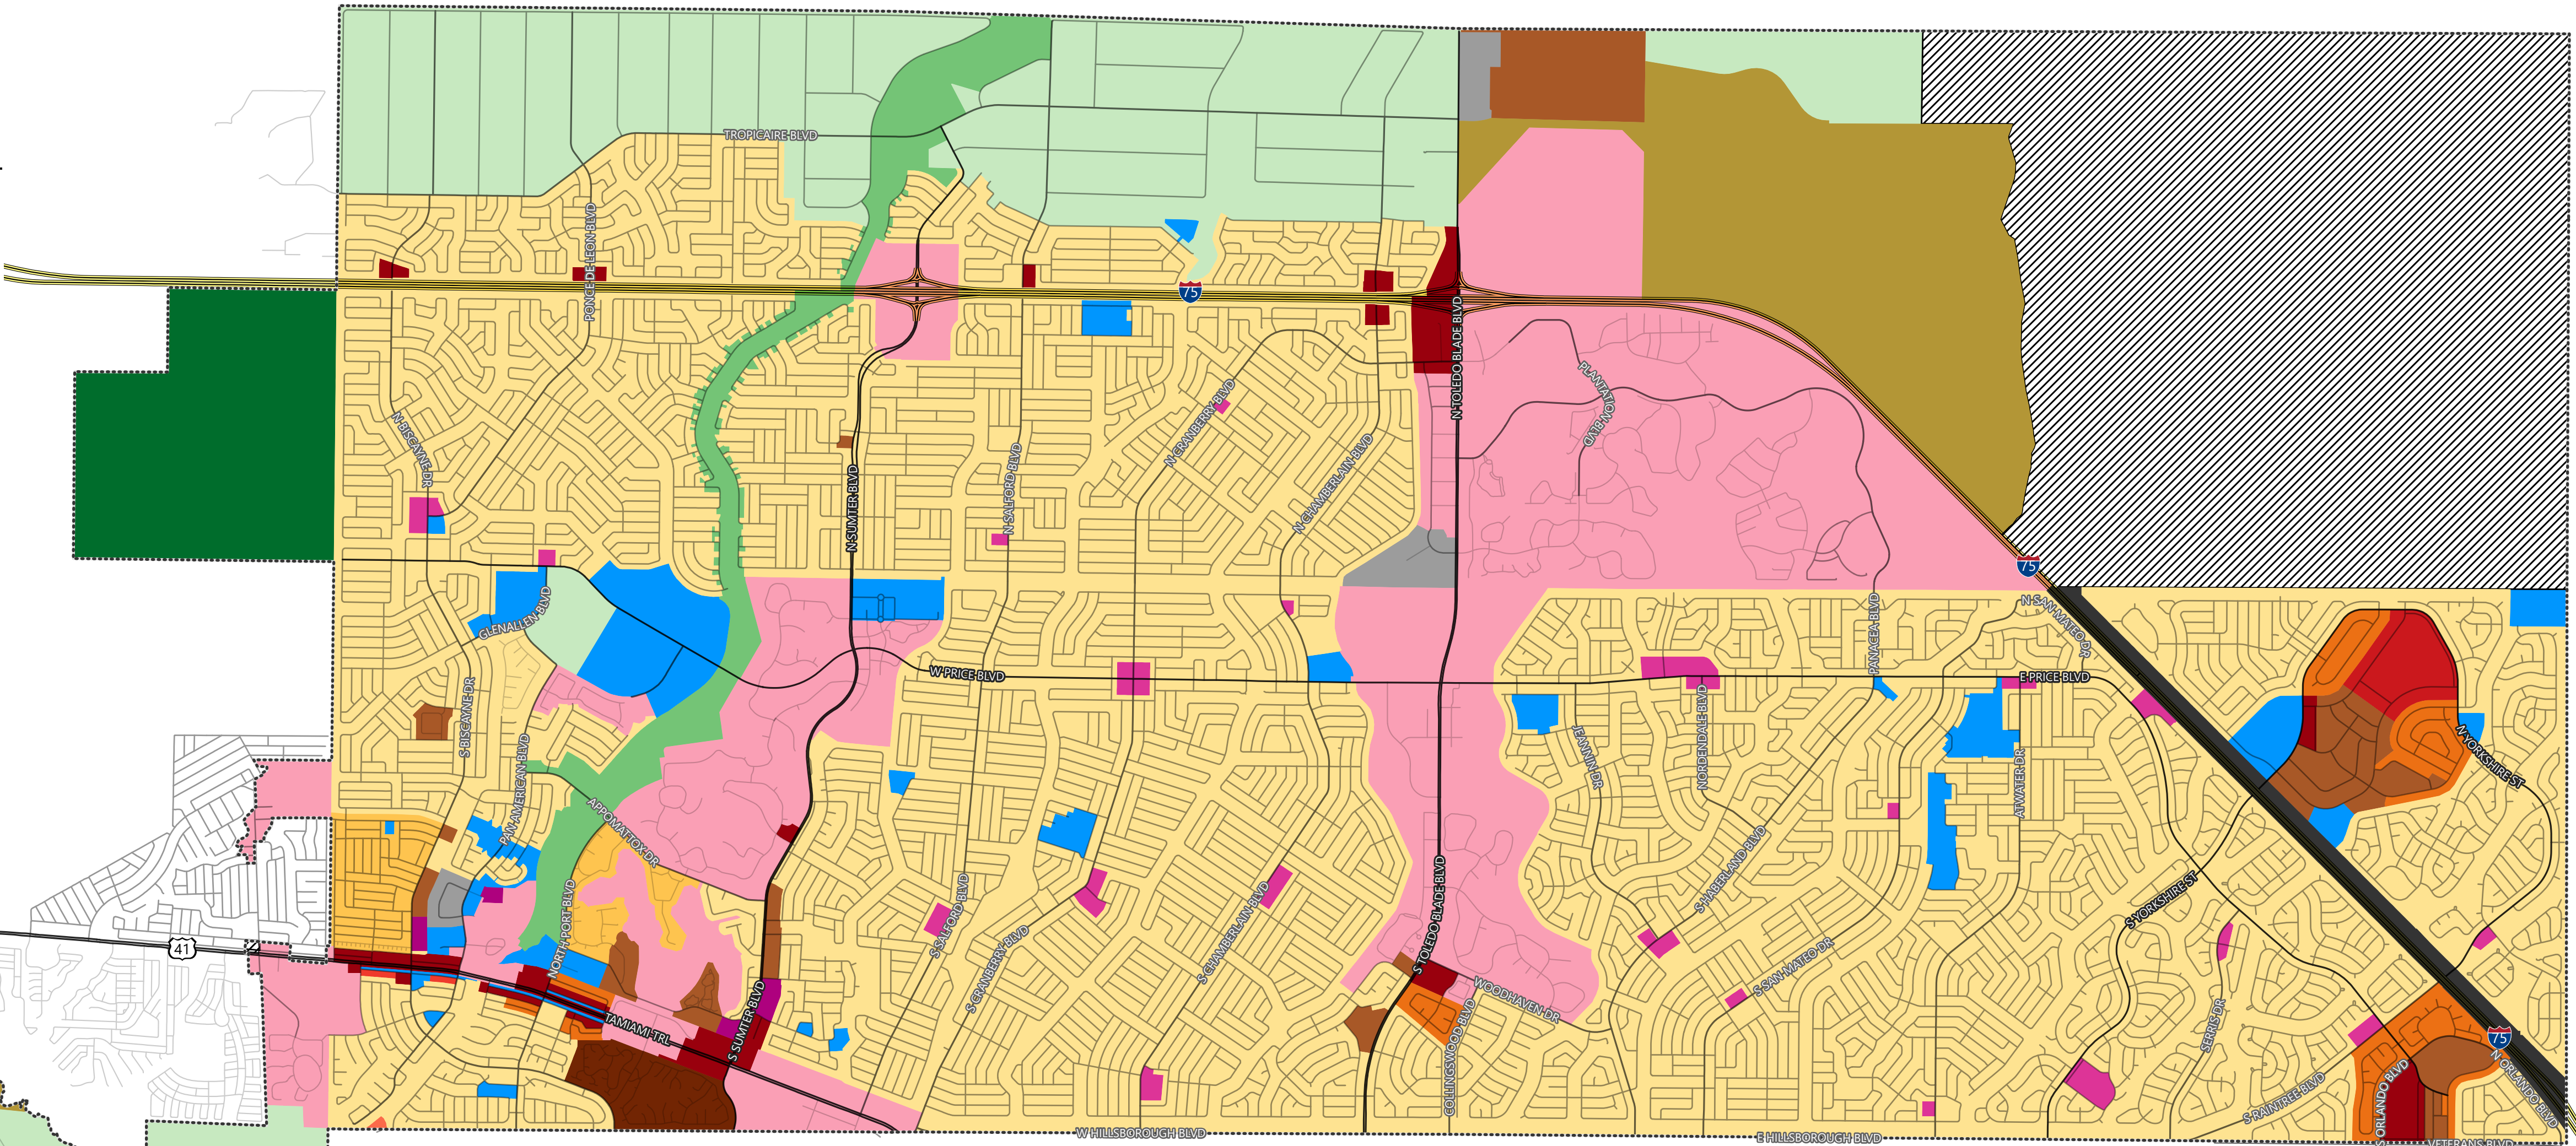 TROPICAIRE BLVD
PONCE DE LEON BLVD
75
N TOLEDO BLADE BLVD
PLANTATION BLVD
N CRANBERRY BLVD
N BISCAYNE DR
N SALFORD BLVD
N CHAMBERLAIN BLVD
N SUMTER BLVD
75
GLENALLEN BLVD
N SAN MATEO DR
PANACEA BLVD
W PRICE BLVD
E PRICE BLVD
S BISCAYNE DR
NORDENDALE BLVD
PAN AMERICAN BLVD
JEANNIN DR
ATWATER DR
N YORKSHIRE ST
APPOMATTOX DR
S HABERLAND BLVD
S TOLEDO BLADE BLVD
S YORKSHIRE ST
NORTH PORT BLVD
S SALFORD BLVD
S CHAMBERLAIN BLVD
41
S CRANBERRY BLVD
S SAN MATEO DR
WOODHAVEN DR
TAMIAMI TRL
S SUMTER BLVD
COLLINGSWOOD BLVD
SERRIS DR
75
N ORLANDO BLVD
S ORLANDO BLVD
S RAINTREE BLVD
W HILLSBOROUGH BLVD
E HILLSBOROUGH BLVD
VETERANS BLVD